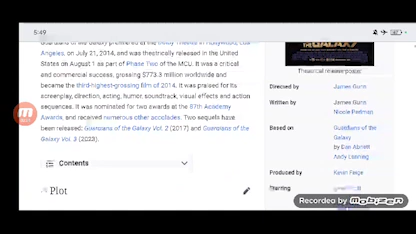 5:49
Guardians of the Galaxy premiered at the Dolby Theatre in Hollywood, Los
Angeles, on July 21, 2014, and was theatrically released in the United
States on August 1 as part of Phase Two of the MCU. It was a critical
and commercial success, grossing $773.3 million worldwide and
became the third-highest-grossing film of 2014. It was praised for its
screenplay, direction, acting, humor, soundtrack, visual effects and action
sequences. It was nominated for two awards at the 87th Academy
Awards, and received numerous other accolades. Two sequels have
been released: Guardians of the Galaxy Vol. 2 (2017) and Guardians of the
Galaxy Vol. 3 (2023).
Contents
Plot
GALAXY
Theatrical release poster
Directed by James Gunn
Written by James Gunn
Nicole Perlman
Based on Guardians of the
Galaxy
by Dan Abnett
Andy Lanning
Produced by Kevin Feige
Starring
Recorded by
Mobizen